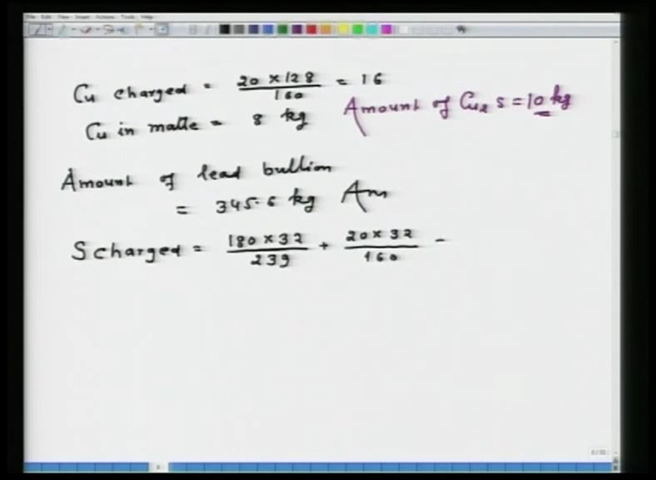 Cu charged = 20 × 128 / 160 = 16
Cu in matte = 8 kg
Amount of Cu2 S = 10 kg
Amount of lead bullion
= 345.6 kg Ans
S charged = 180 × 32 / 239 + 20 × 32 / 160 -